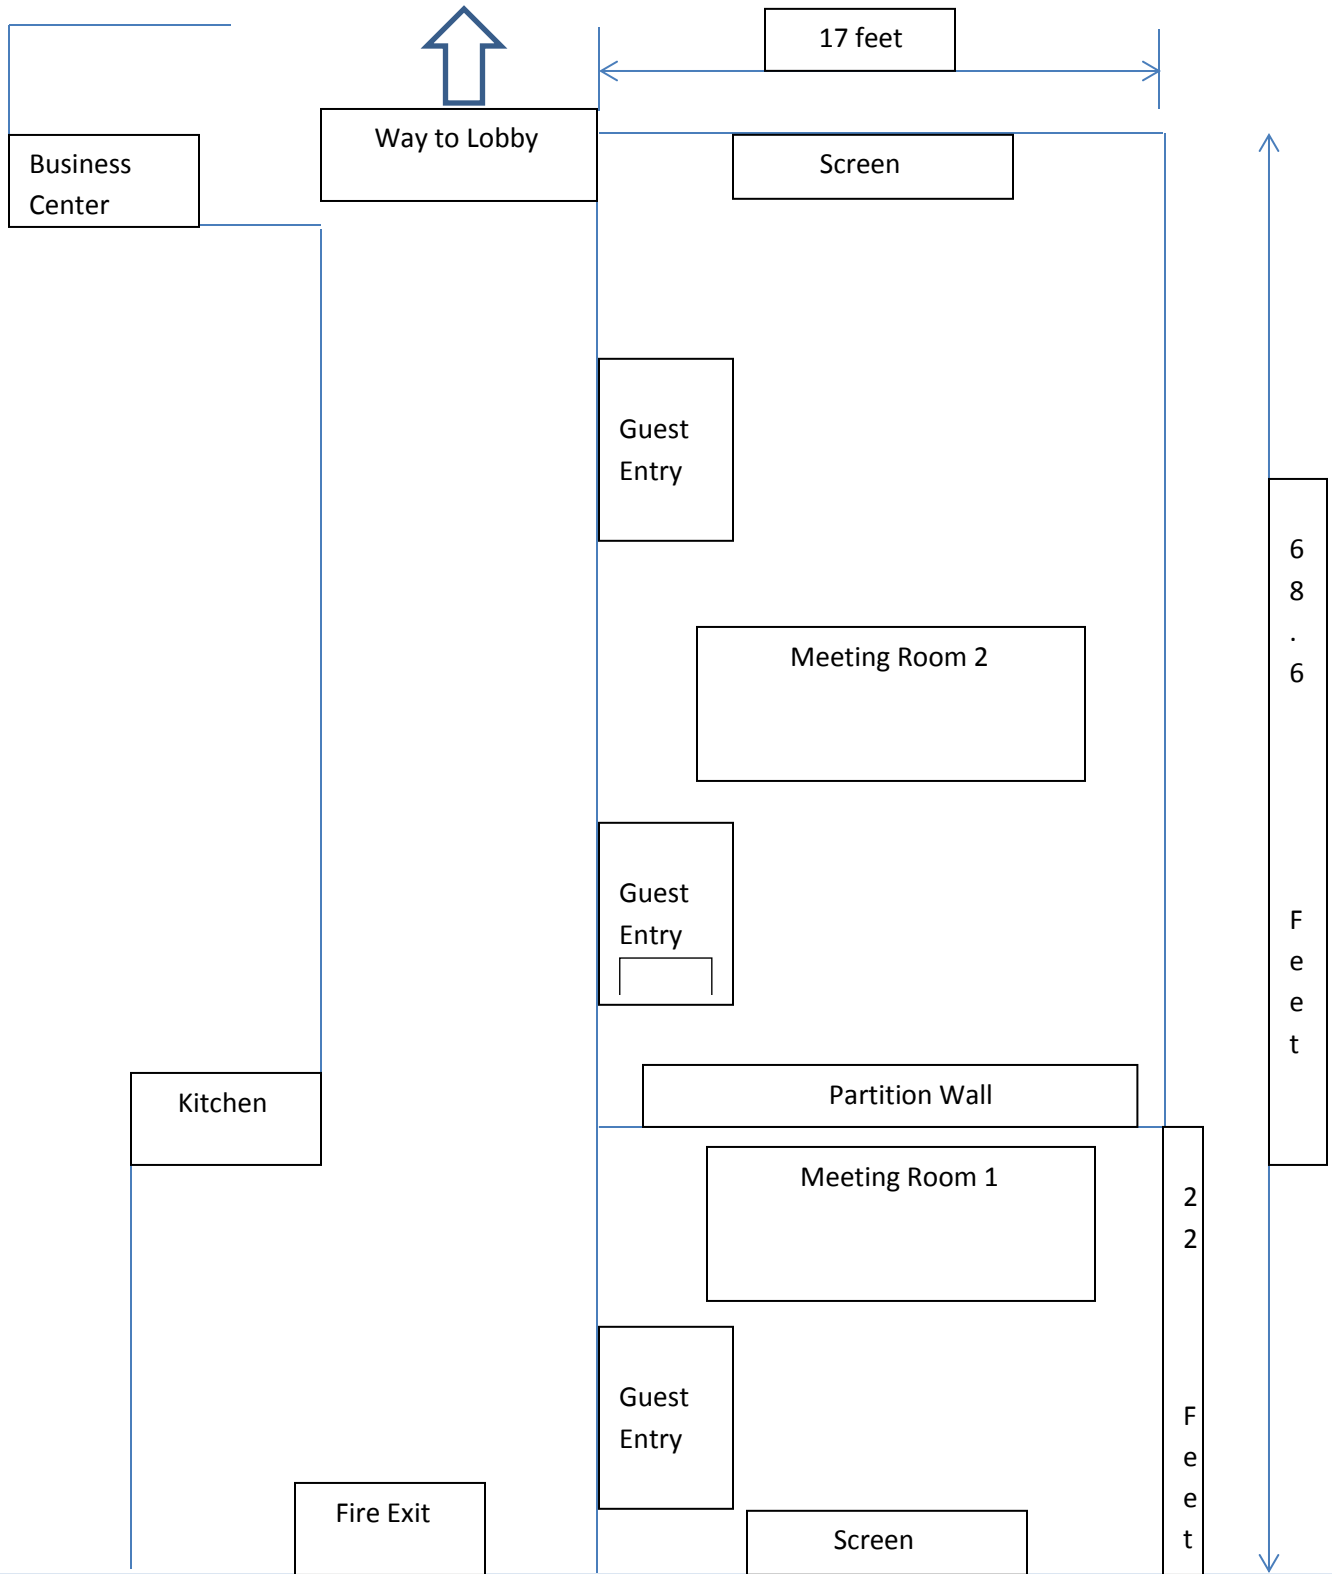 17 feet
Way to Lobby
Business
Center
Screen
Guest
Entry
68.6 Feet
Meeting Room 2
Guest
Entry
Partition Wall
Kitchen
Meeting Room 1
22 Feet
Guest
Entry
Fire Exit
Screen